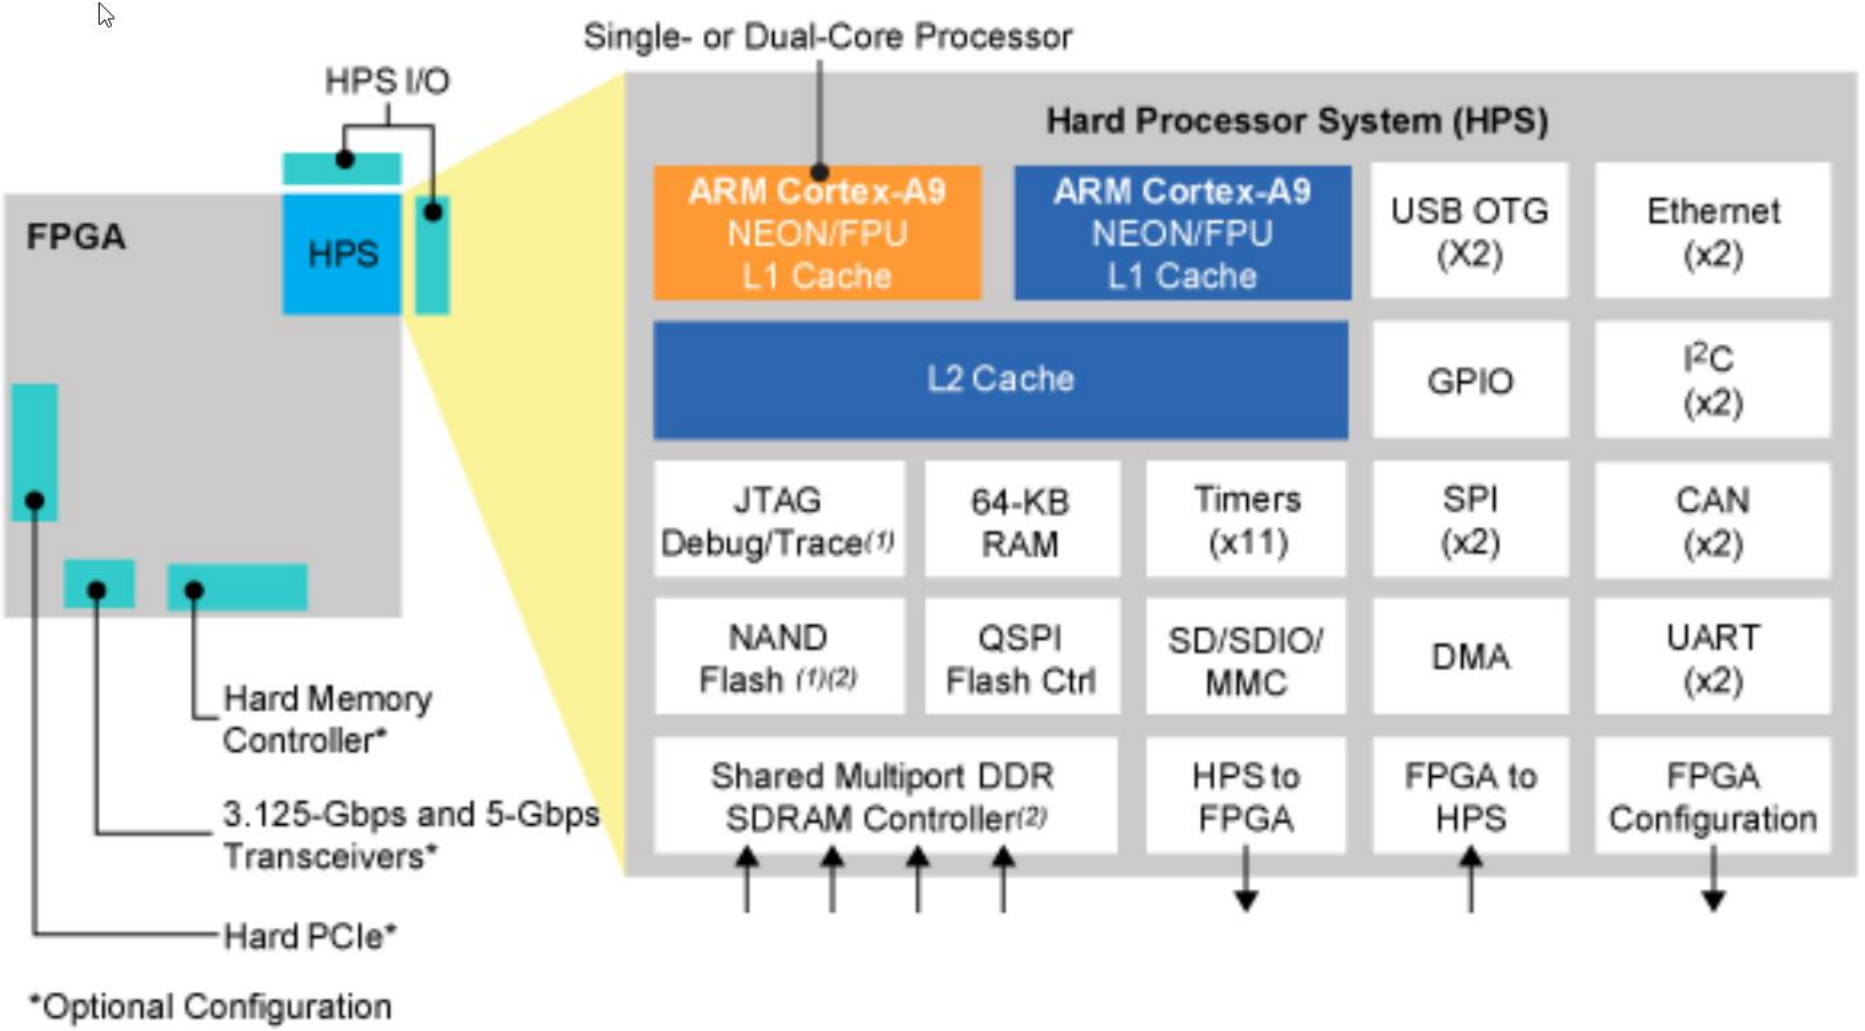 Single- or Dual-Core Processor
HPS I/O
FPGA
HPS
Hard Memory
Controller*
3.125-Gbps and 5-Gbps
Transceivers*
Hard PCIe*
*Optional Configuration
Hard Processor System (HPS)
ARM Cortex-A9
NEON/FPU
L1 Cache
ARM Cortex-A9
NEON/FPU
L1 Cache
USB OTG
(X2)
Ethernet
(x2)
L2 Cache
GPIO
I²C
(x2)
JTAG
Debug/Trace(1)
64-KB
RAM
Timers
(x11)
SPI
(x2)
CAN
(x2)
NAND
Flash (1)(2)
QSPI
Flash Ctrl
SD/SDIO/
MMC
DMA
UART
(x2)
Shared Multiport DDR
SDRAM Controller(2)
HPS to
FPGA
FPGA to
HPS
FPGA
Configuration